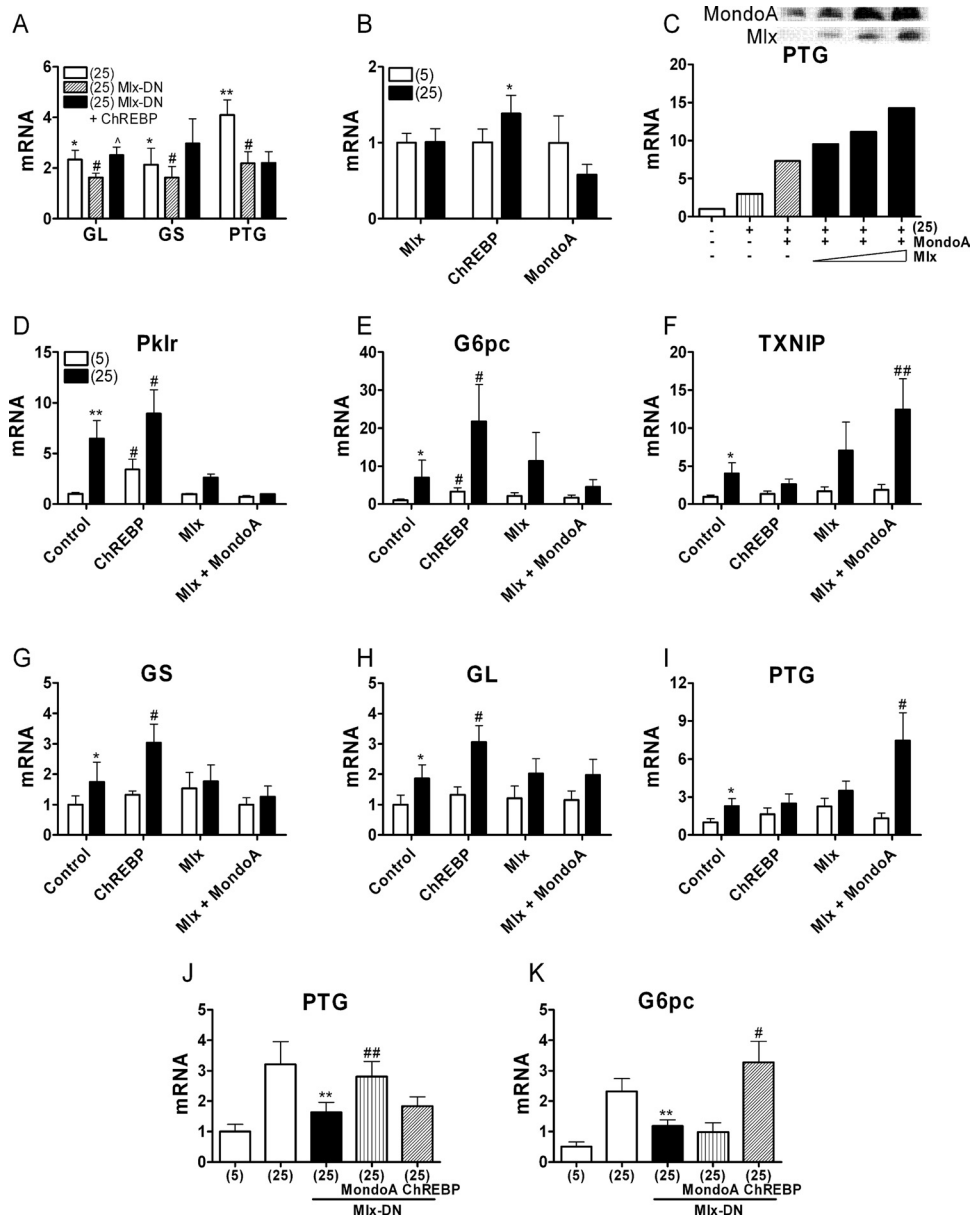 A
(25)
(25) Mlx-DN
(25) Mlx-DN
+ ChREBP
mRNA
6
4
2
0
*
#
^
*
#
**
#
GL
GS
PTG
B
(5)
(25)
mRNA
2
1
0
*
Mlx
ChREBP
MondoA
C
MondoA
Mlx
PTG
mRNA
20
15
10
5
0
- + + + + + (25)
- - + + + + MondoA
- - - Mlx
D
Pklr
(5)
(25)
mRNA
15
10
5
0
**
#
#
Control
ChREBP
Mlx
Mlx + MondoA
E
G6pc
mRNA
40
30
20
10
0
*
#
#
Control
ChREBP
Mlx
Mlx + MondoA
F
TXNIP
mRNA
20
15
10
5
0
*
##
Control
ChREBP
Mlx
Mlx + MondoA
G
GS
mRNA
5
4
3
2
1
0
*
#
Control
ChREBP
Mlx
Mlx + MondoA
H
GL
mRNA
5
4
3
2
1
0
*
#
Control
ChREBP
Mlx
Mlx + MondoA
I
PTG
mRNA
12
9
6
3
0
*
#
Control
ChREBP
Mlx
Mlx + MondoA
J
PTG
mRNA
5
4
3
2
1
0
**
##
(5) (25) (25) (25) (25)
MondoA ChREBP
Mlx-DN
K
G6pc
mRNA
5
4
3
2
1
0
**
#
(5) (25) (25) (25) (25)
MondoA ChREBP
Mlx-DN